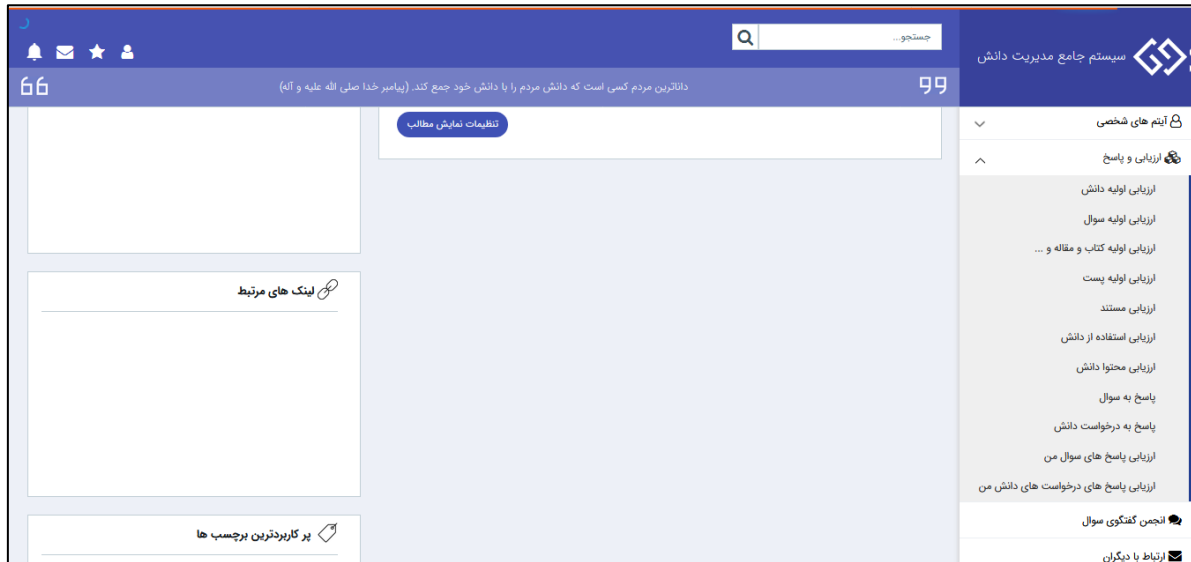 سیستم جامع مدیریت دانش
جستجو...
داناترین مردم کسی است که دانش مردم را با دانش خود جمع کند. (پیامبر خدا صلی الله علیه و آله)
آیتم های شخصی
ارزیابی و پاسخ
ارزیابی اولیه دانش
ارزیابی اولیه سوال
ارزیابی اولیه کتاب و مقاله و ...
ارزیابی اولیه پست
ارزیابی مستند
ارزیابی استفاده از دانش
ارزیابی محتوا دانش
پاسخ به سوال
پاسخ به درخواست دانش
ارزیابی پاسخ های سوال من
ارزیابی پاسخ های درخواست های دانش من
انجمن گفتگوی سوال
ارتباط با دیگران
تنظیمات نمایش مطالب
لینک های مرتبط
پر کاربردترین برچسب ها